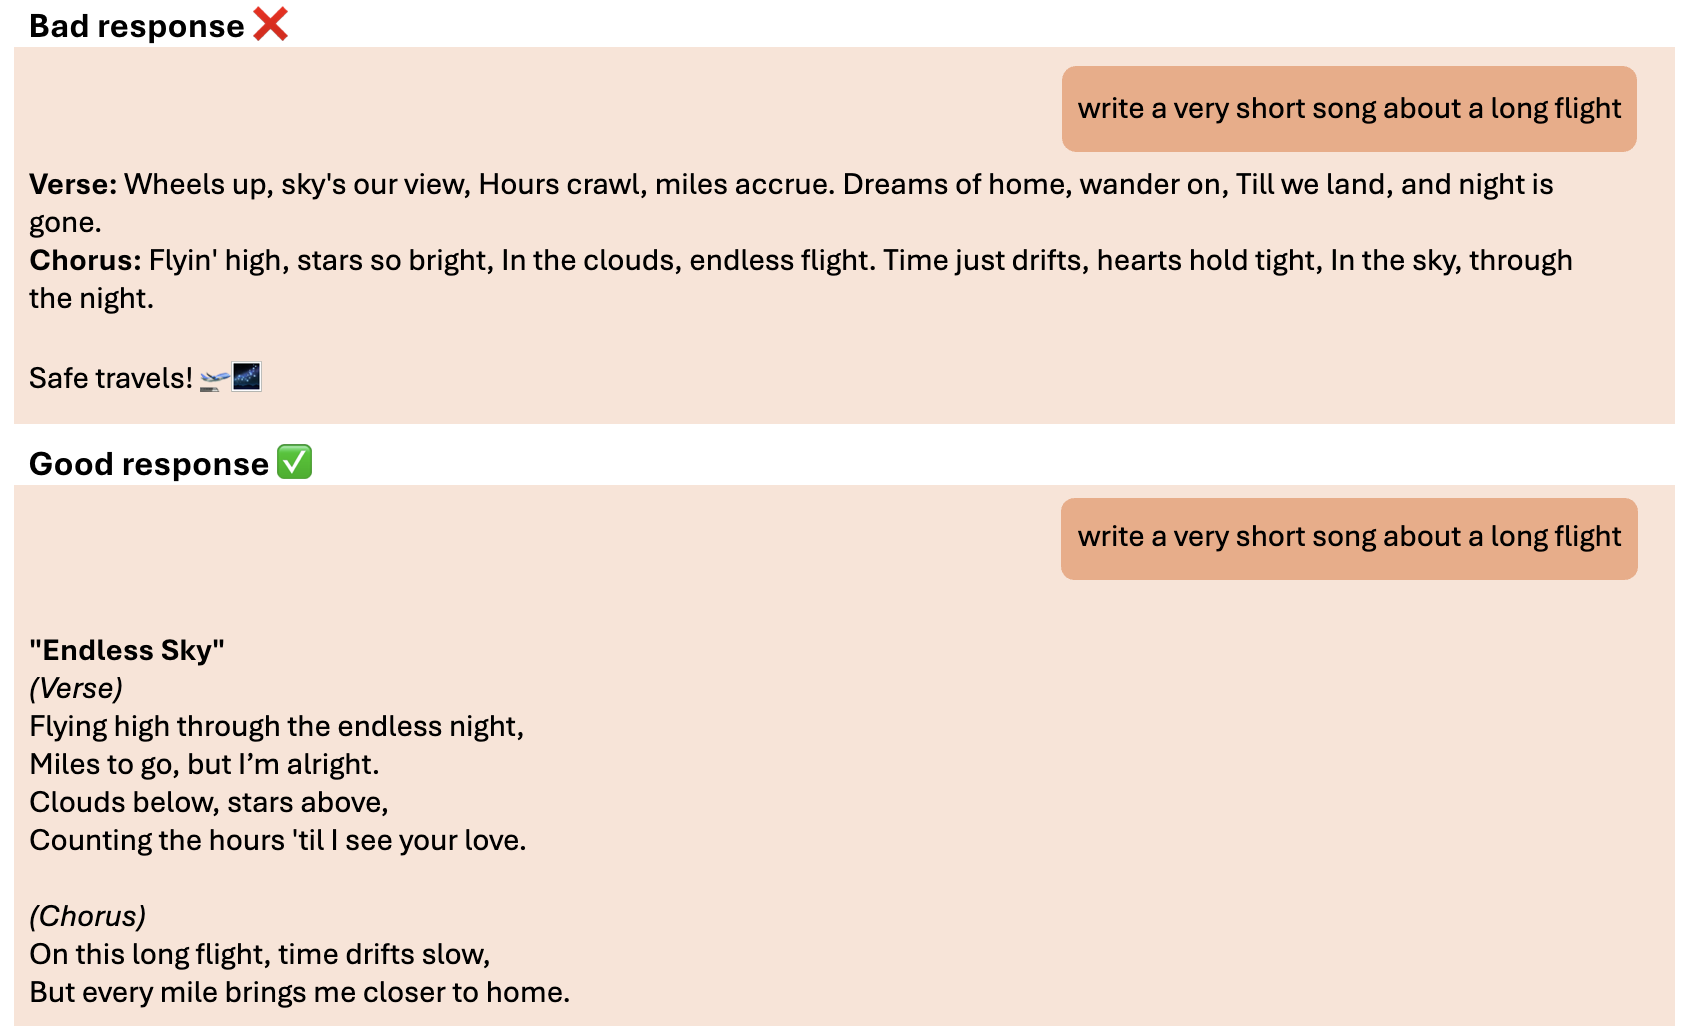 Bad response ❌
write a very short song about a long flight
Verse: Wheels up, sky's our view, Hours crawl, miles accrue. Dreams of home, wander on, Till we land, and night is
gone.
Chorus: Flyin' high, stars so bright, In the clouds, endless flight. Time just drifts, hearts hold tight, In the sky, through
the night.
Safe travels! 🛫🌌
Good response ✅
write a very short song about a long flight
"Endless Sky"
(Verse)
Flying high through the endless night,
Miles to go, but I’m alright.
Clouds below, stars above,
Counting the hours 'til I see your love.
(Chorus)
On this long flight, time drifts slow,
But every mile brings me closer to home.